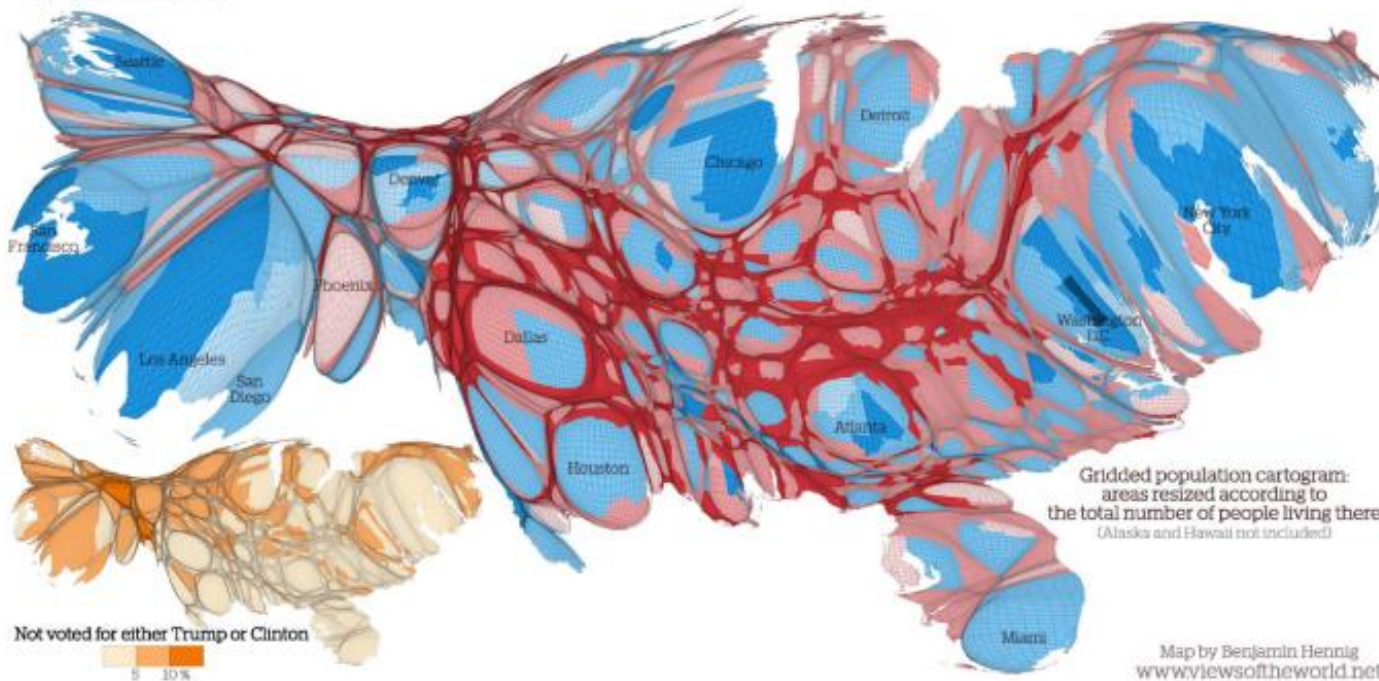 Seattle
Detroit
Chicago
Denver
San
Francisco
New York
City
Phoenix
Washington
D.C.
Dallas
Los Angeles
San
Diego
Atlanta
Houston
Gridded population cartogram:
areas resized according to
the total number of people living there
(Alaska and Hawaii not included)
Not voted for either Trump or Clinton
5 10 %
Miami
Map by Benjamin Hennig
www.viewsoftheworld.net